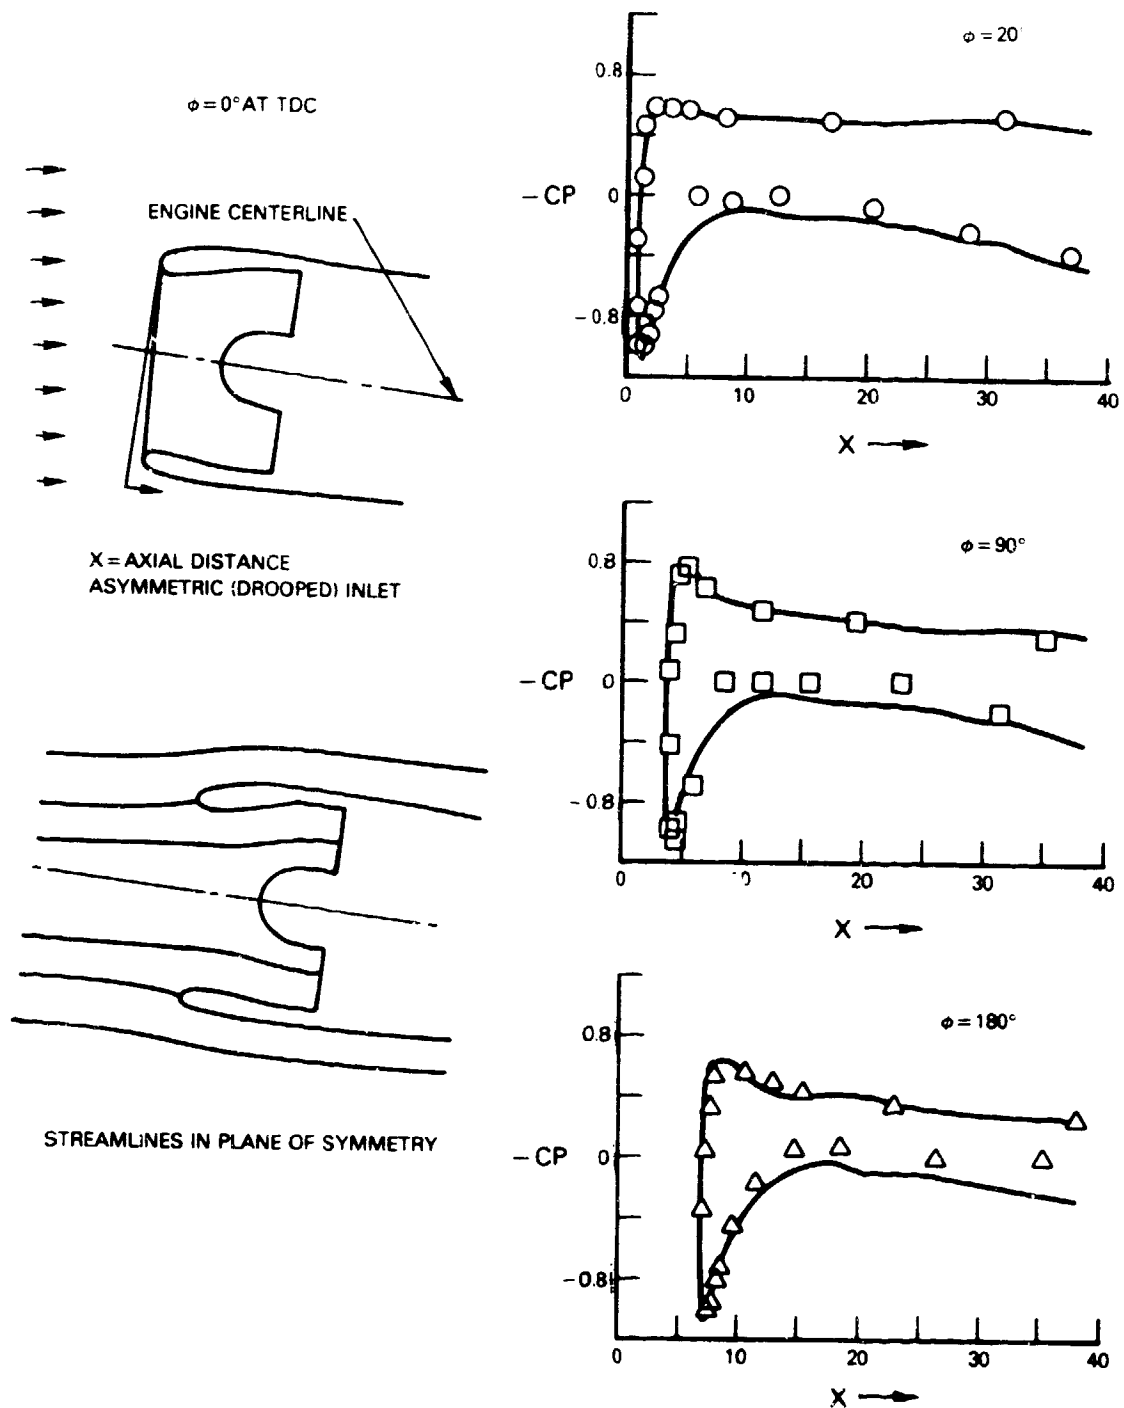 φ = 0° AT TDC
ENGINE CENTERLINE
X = AXIAL DISTANCE
ASYMMETRIC (DROOPED) INLET
STREAMLINES IN PLANE OF SYMMETRY
φ = 20
0.8
-CP 0
-0.8
0 10 20 30 40
X
φ = 90°
0.8
-CP 0
-0.8
0 20 30 40
X
φ = 180°
0.8
-CP 0
-0.8
0 10 20 30 40
X